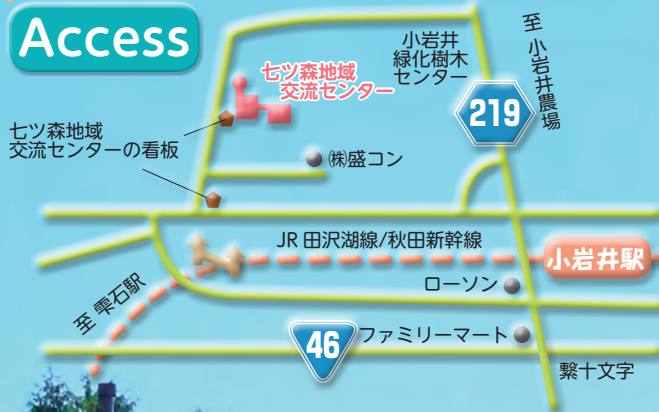 Access
小岩井
緑化樹木
センター
至 小岩井農場
219
七ツ森地域
交流センター
七ツ森地域
交流センターの看板
㈱盛コン
JR 田沢湖線/秋田新幹線
小岩井駅
ローソン
至 雫石駅
46
ファミリーマート
繋十文字